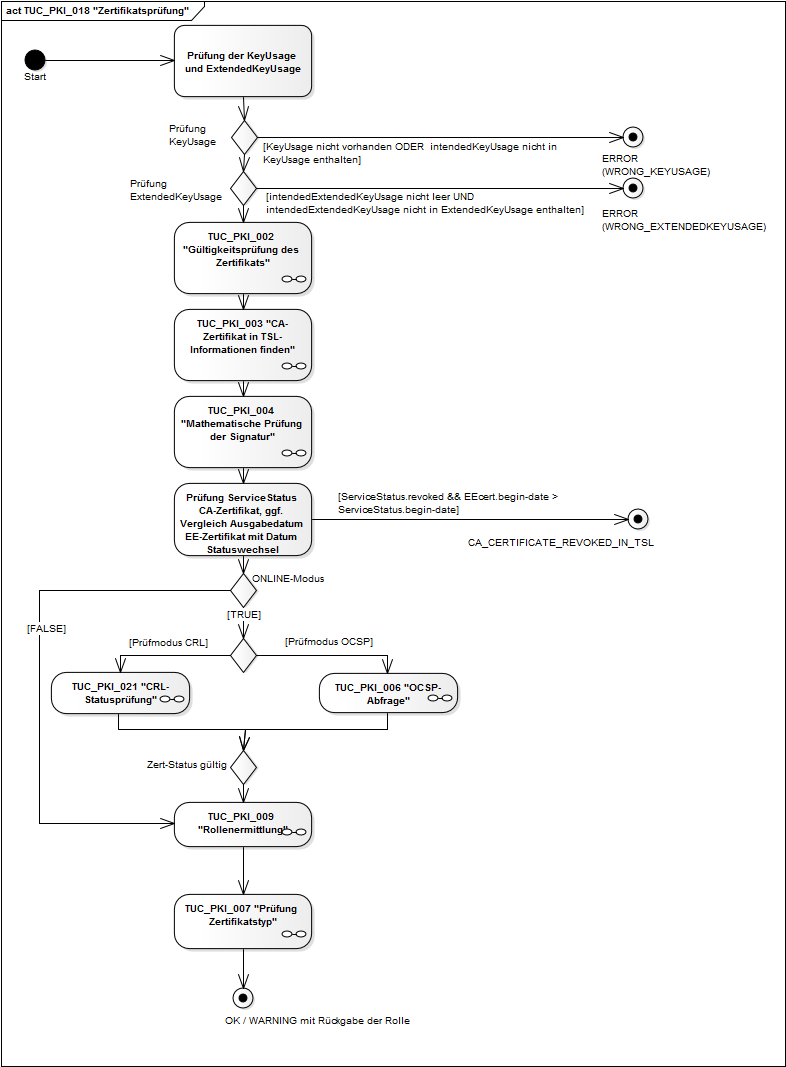 act TUC_PKI_018 "Zertifikatsprüfung"
Start
Prüfung der KeyUsage
und ExtendedKeyUsage
Prüfung
KeyUsage
[KeyUsage nicht vorhanden ODER intendedKeyUsage nicht in
KeyUsage enthalten]
ERROR
(WRONG_KEYUSAGE)
Prüfung
ExtendedKeyUsage
[intendedExtendedKeyUsage nicht leer UND
intendedExtendedKeyUsage nicht in ExtendedKeyUsage enthalten]
ERROR
(WRONG_EXTENDEDKEYUSAGE)
TUC_PKI_002
"Gültigkeitsprüfung des
Zertifikats"
TUC_PKI_003 "CA-
Zertifikat in TSL-
Informationen finden"
TUC_PKI_004
"Mathematische Prüfung
der Signatur"
Prüfung ServiceStatus
CA-Zertifikat, ggf.
Vergleich Ausgabedatum
EE-Zertifikat mit Datum
Statuswechsel
[ServiceStatus.revoked && EEcert.begin-date >
ServiceStatus.begin-date]
CA_CERTIFICATE_REVOKED_IN_TSL
ONLINE-Modus
[TRUE]
[FALSE]
[Prüfmodus CRL]
[Prüfmodus OCSP]
TUC_PKI_021 "CRL-
Statusprüfung"
TUC_PKI_006 "OCSP-
Abfrage"
Zert-Status gültig
TUC_PKI_009
"Rollenermittlung"
TUC_PKI_007 "Prüfung
Zertifikatstyp"
OK / WARNING mit Rückgabe der Rolle